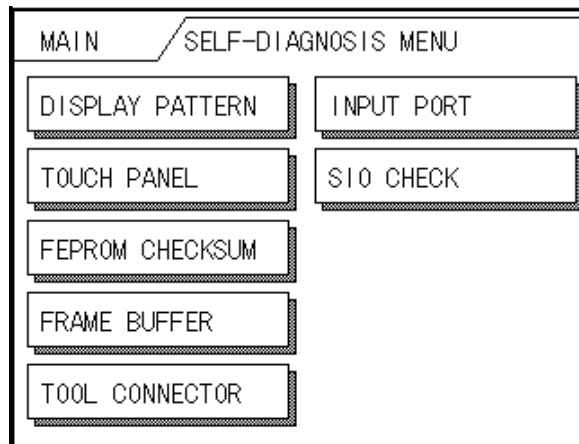 MAIN
SELF-DIAGNOSIS MENU
DISPLAY PATTERN
INPUT PORT
TOUCH PANEL
SIO CHECK
FEPROM CHECKSUM
FRAME BUFFER
TOOL CONNECTOR